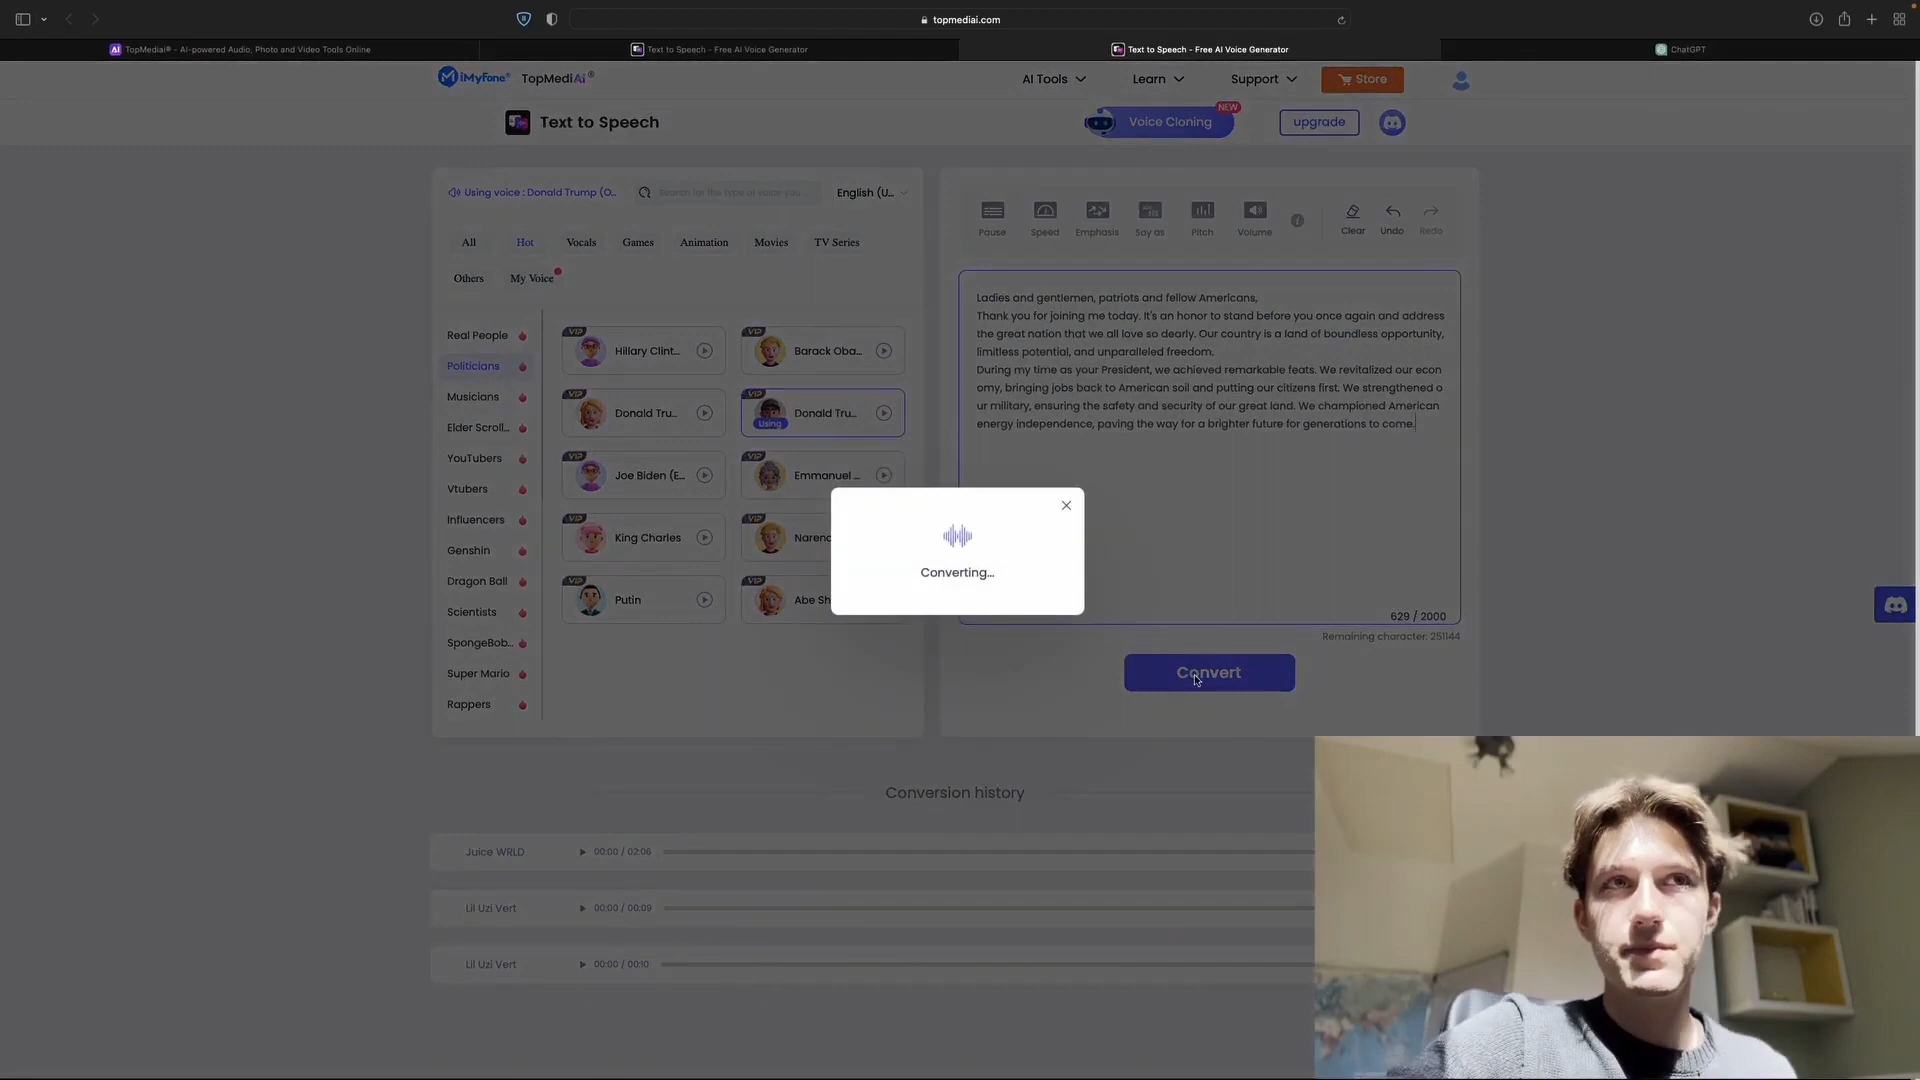 topmediai.com
TopMediai® - AI-powered Audio, Photo and Video Tools Online
Text to Speech - Free AI Voice Generator
Text to Speech - Free AI Voice Generator
ChatGPT
iMyFone® TopMediAi®
AI Tools
Learn
Support
Store
Text to Speech
Voice Cloning
NEW
upgrade
Using voice : Donald Trump (O...
Search for the type of voice you ...
English (U...
All
Hot
Vocals
Games
Animation
Movies
TV Series
Others
My Voice
Real People
Politicians
Musicians
Elder Scroll...
YouTubers
Vtubers
Influencers
Genshin
Dragon Ball
Scientists
SpongeBob...
Super Mario
Rappers
VIP
Hillary Clint...
VIP
Barack Oba...
VIP
Donald Tru...
VIP
Donald Tru...
Using
VIP
Joe Biden (E...
VIP
Emmanuel ...
VIP
King Charles
VIP
Narend
VIP
Putin
VIP
Abe Sh
Pause
Speed
Emphasis
Say as
Pitch
Volume
Clear
Undo
Redo
Ladies and gentlemen, patriots and fellow Americans,
Thank you for joining me today. It's an honor to stand before you once again and address
the great nation that we all love so dearly. Our country is a land of boundless opportunity,
limitless potential, and unparalleled freedom.
During my time as your President, we achieved remarkable feats. We revitalized our econ
omy, bringing jobs back to American soil and putting our citizens first. We strengthened o
ur military, ensuring the safety and security of our great land. We championed American
energy independence, paving the way for a brighter future for generations to come.
629 / 2000
Remaining character: 251144
Convert
Converting...
Conversion history
Juice WRLD
00:00 / 02:06
Lil Uzi Vert
00:00 / 00:09
Lil Uzi Vert
00:00 / 00:10